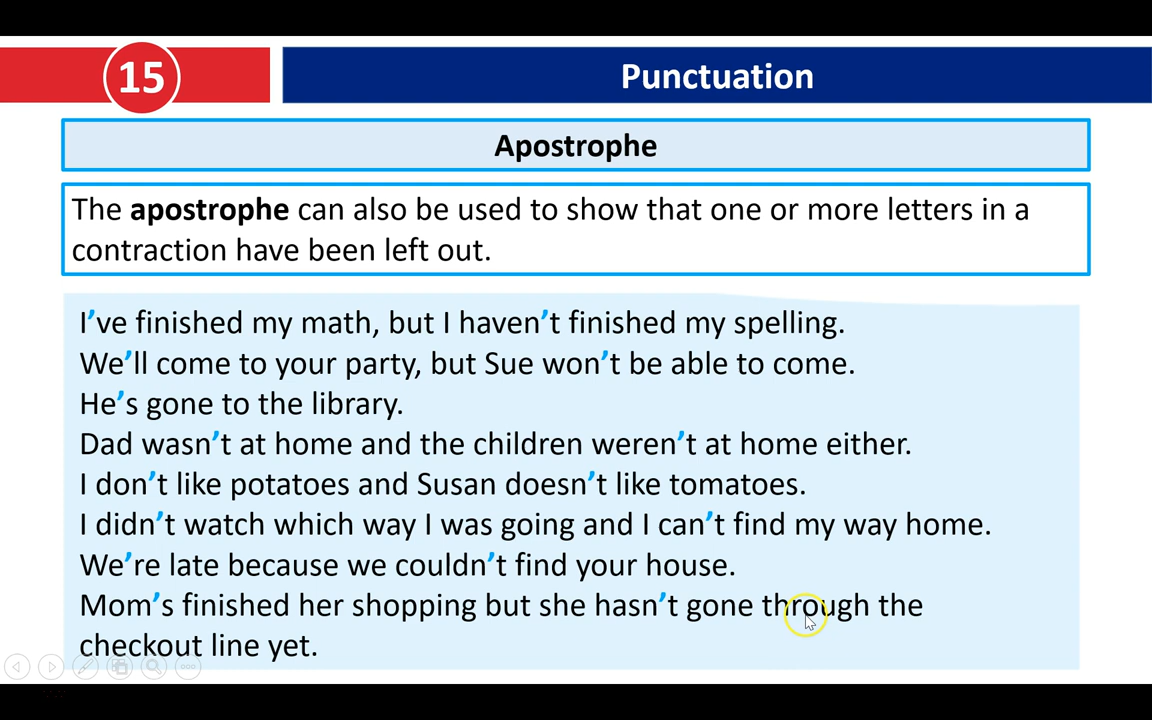 15
Punctuation
Apostrophe
The apostrophe can also be used to show that one or more letters in a
contraction have been left out.
I’ve finished my math, but I haven’t finished my spelling.
We’ll come to your party, but Sue won’t be able to come.
He’s gone to the library.
Dad wasn’t at home and the children weren’t at home either.
I don’t like potatoes and Susan doesn’t like tomatoes.
I didn’t watch which way I was going and I can’t find my way home.
We’re late because we couldn’t find your house.
Mom’s finished her shopping but she hasn’t gone through the
checkout line yet.